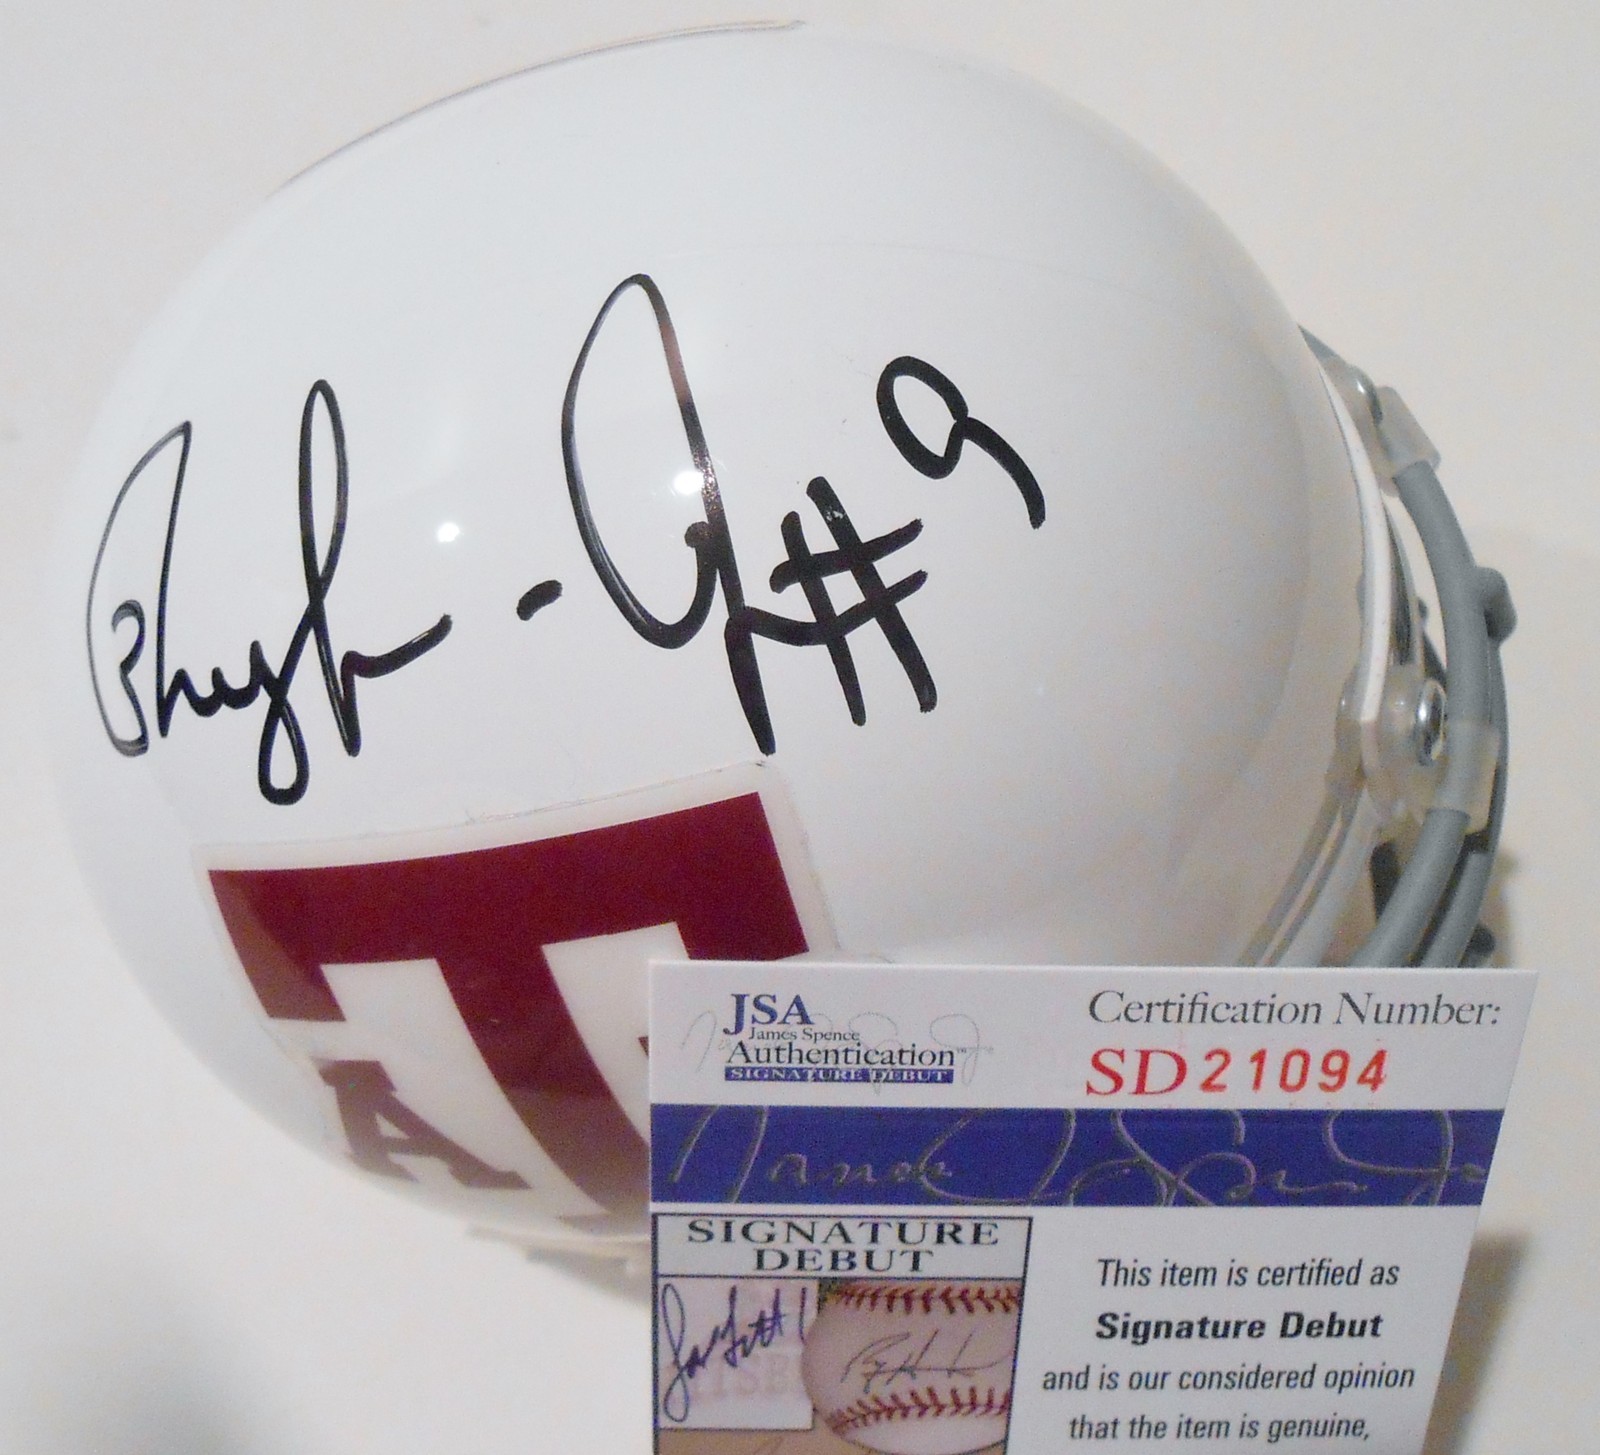 #9
T
A
JSA
James Spence
Authentication™
SIGNATURE DEBUT
Certification Number:
SD21094
SIGNATURE
DEBUT
This item is certified as
Signature Debut
and is our considered opinion
that the item is genuine,